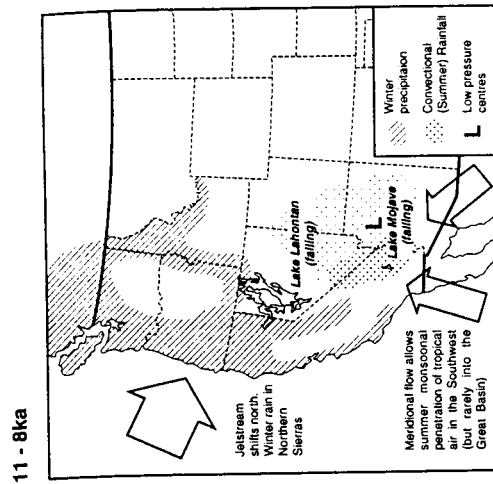 11 - 8ka
Jetstream
shifts north.
Winter rain in
Northern
Sierras
Lake Lahontan
(falling)
L
Lake Mojave
(falling)
Meridional flow allows
summer monsoonal
penetration of tropical
air in the Southwest
(but rarely into the
Great Basin)
Winter
precipitaion
Convectional
(Summer) Rainfall
L
Low pressure
centres